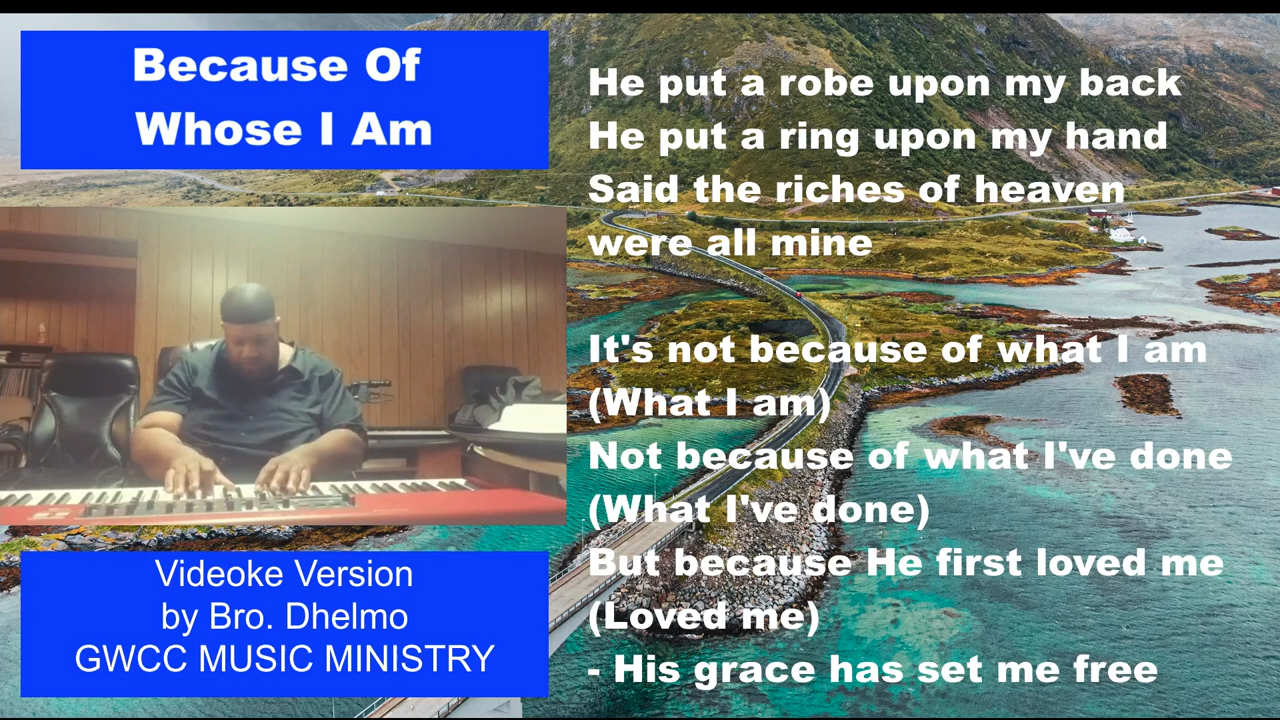 Because Of
Whose I Am
He put a robe upon my back
He put a ring upon my hand
Said the riches of heaven
were all mine
It's not because of what I am
(What I am)
Not because of what I've done
(What I've done)
But because He first loved me
(Loved me)
- His grace has set me free
Videoke Version
by Bro. Dhelmo
GWCC MUSIC MINISTRY